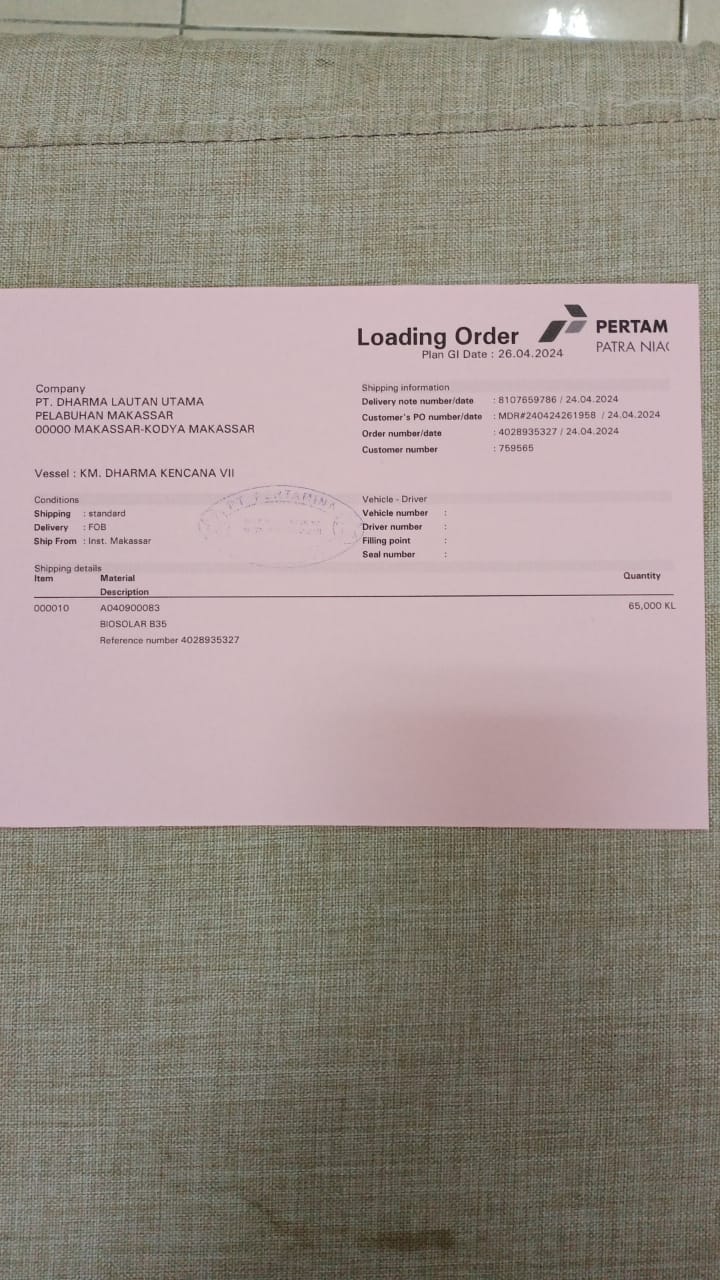 Loading Order
Plan GI Date : 26.04.2024
PERTAM
PATRA NIA
Company
PT. DHARMA LAUTAN UTAMA
PELABUHAN MAKASSAR
00000 MAKASSAR-KODYA MAKASSAR
Shipping information
Delivery note number/date : 8107659786 / 24.04.2024
Customer's PO number/date : MDR#240424261958 / 24.04.2024
Order number/date : 4028935327 / 24.04.2024
Customer number : 759565
Vessel : KM. DHARMA KENCANA VII
Conditions
Shipping : standard
Delivery : FOB
Ship From : Inst. Makassar
PT. PERTAMINA
Vehicle - Driver
Vehicle number :
Driver number :
Filling point :
Seal number :
Shipping details
Item Material Quantity
Description
000010 A040900083 65,000 KL
BIOSOLAR B35
Reference number 4028935327